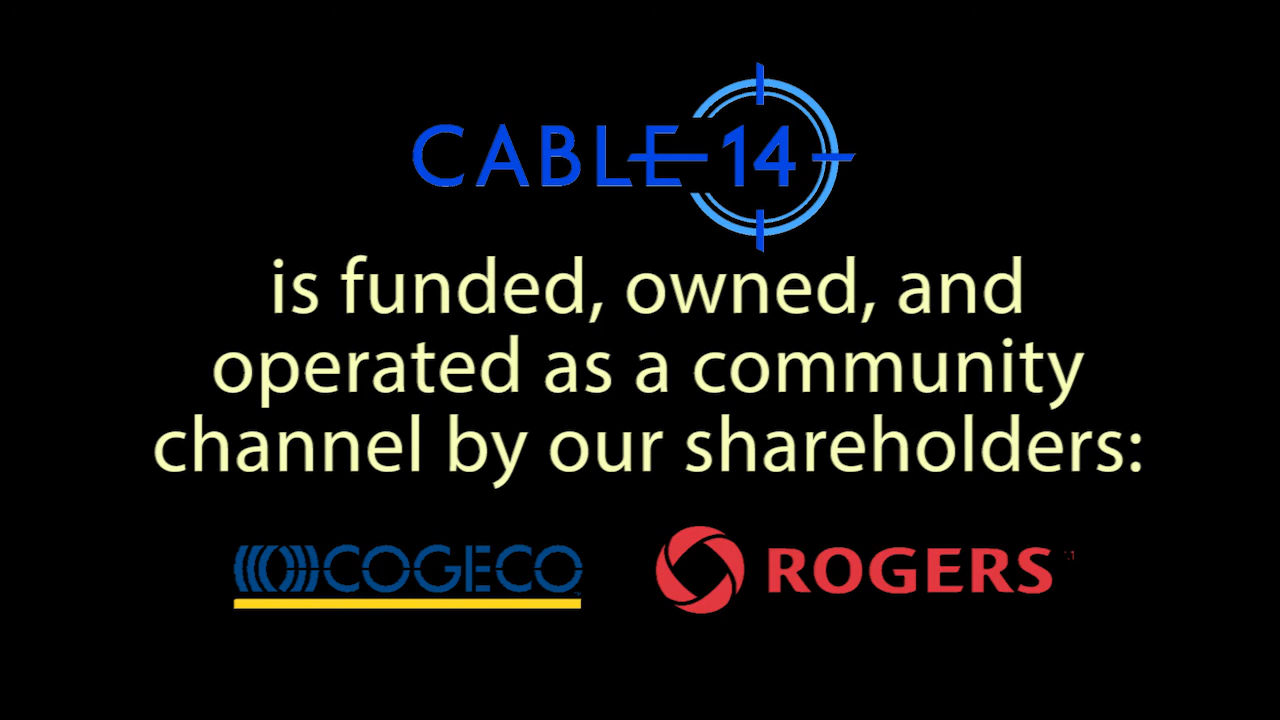 CABLE 14
is funded, owned, and
operated as a community
channel by our shareholders:
COGECO ROGERS